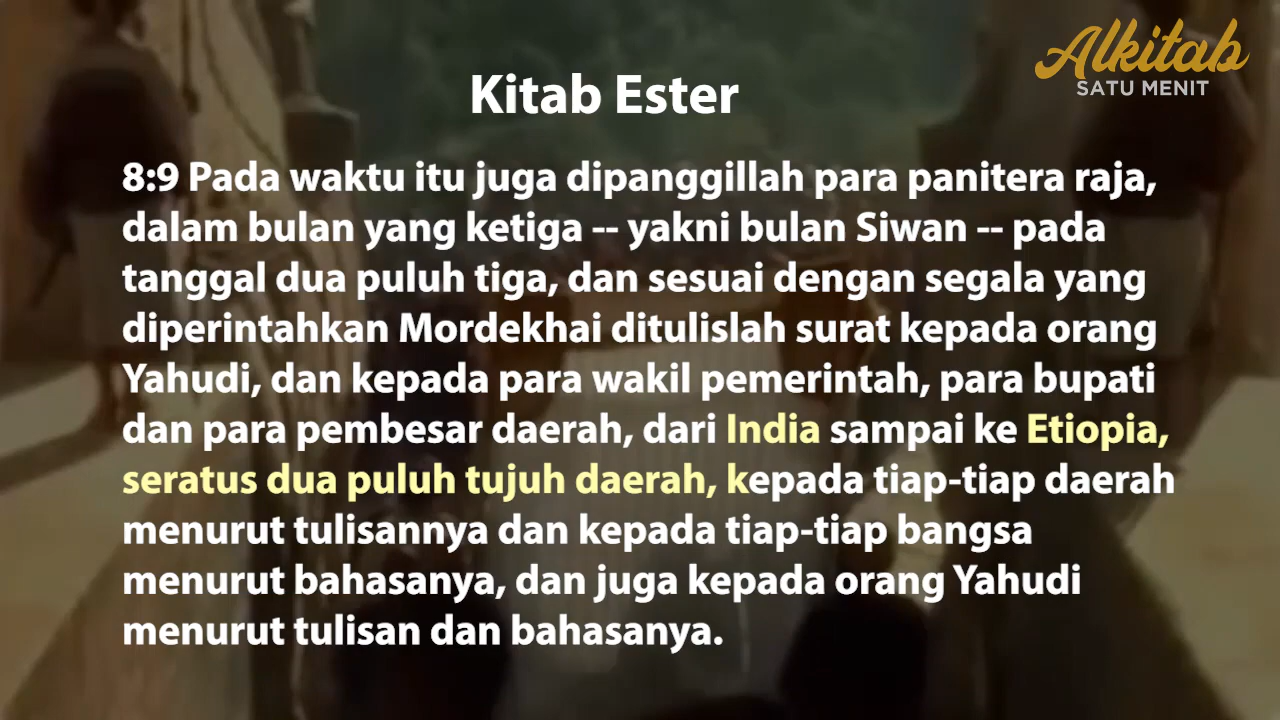 Alkitab
SATU MENIT
Kitab Ester
8:9 Pada waktu itu juga dipanggillah para panitera raja,
dalam bulan yang ketiga -- yakni bulan Siwan -- pada
tanggal dua puluh tiga, dan sesuai dengan segala yang
diperintahkan Mordekhai ditulislah surat kepada orang
Yahudi, dan kepada para wakil pemerintah, para bupati
dan para pembesar daerah, dari India sampai ke Etiopia,
seratus dua puluh tujuh daerah, kepada tiap-tiap daerah
menurut tulisannya dan kepada tiap-tiap bangsa
menurut bahasanya, dan juga kepada orang Yahudi
menurut tulisan dan bahasanya.